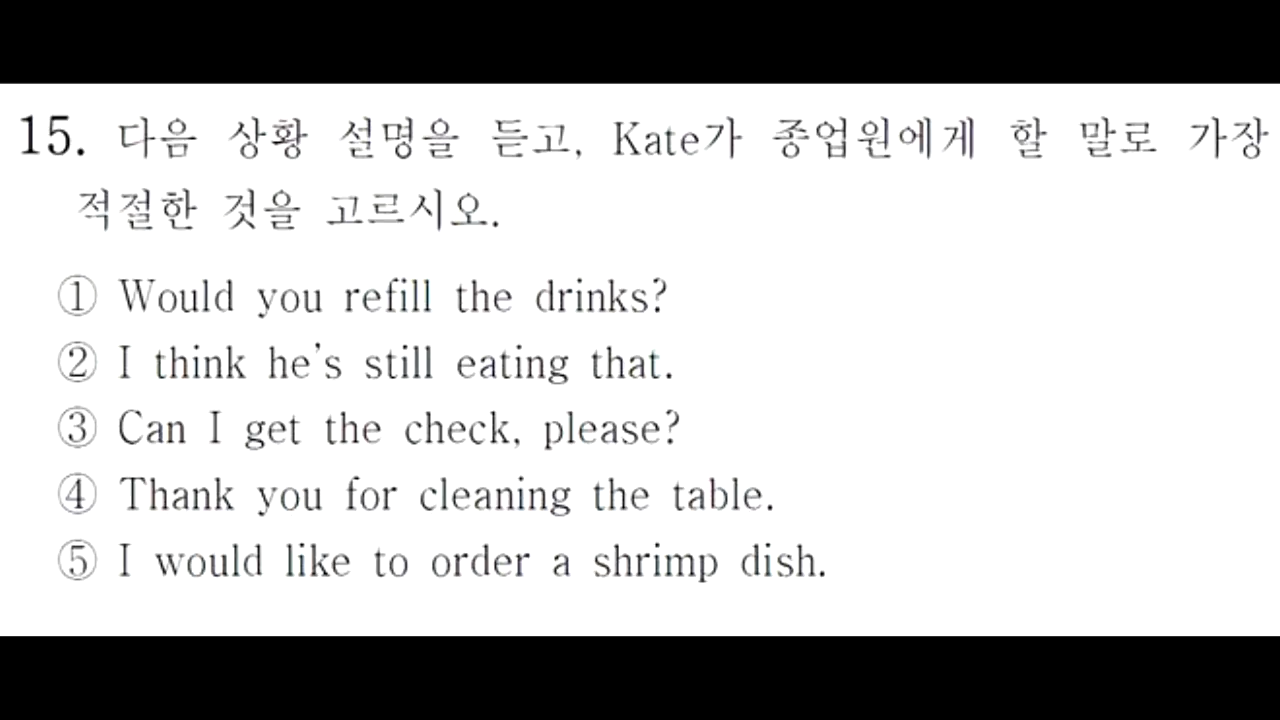 15. 다음 상황 설명을 듣고, Kate가 종업원에게 할 말로 가장
적절한 것을 고르시오.
① Would you refill the drinks?
② I think he's still eating that.
③ Can I get the check, please?
④ Thank you for cleaning the table.
⑤ I would like to order a shrimp dish.